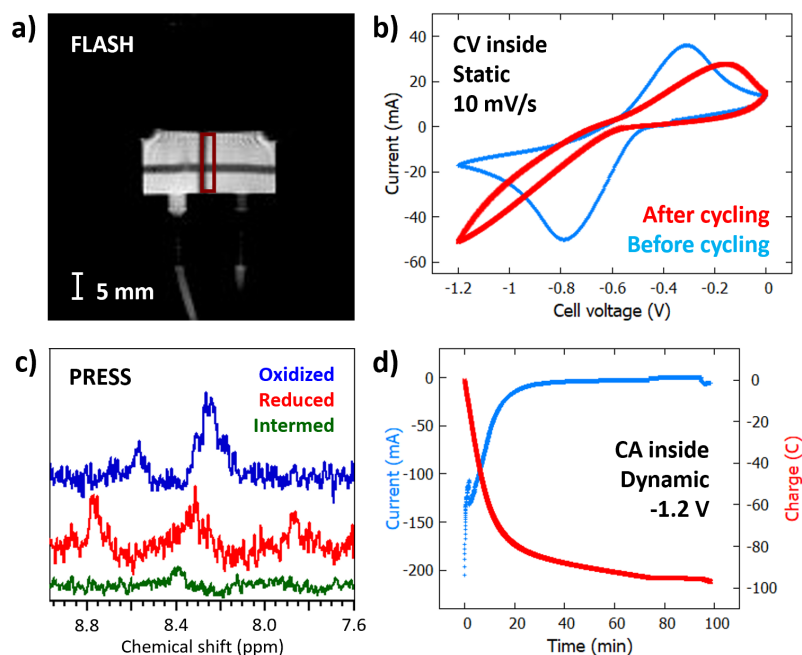 a)
FLASH
5 mm
b)
CV inside
Static
10 mV/s
After cycling
Before cycling
Current (mA)
40
20
0
-20
-40
-60
-1.2
-1
-0.8
-0.6
-0.4
-0.2
0
Cell voltage (V)
c)
PRESS
Oxidized
Reduced
Intermed
8.8
8.4
8.0
7.6
Chemical shift (ppm)
d)
CA inside
Dynamic
-1.2 V
Current (mA)
0
-50
-100
-150
-200
Charge (C)
0
-20
-40
-60
-80
-100
0
20
40
60
80
100
Time (min)